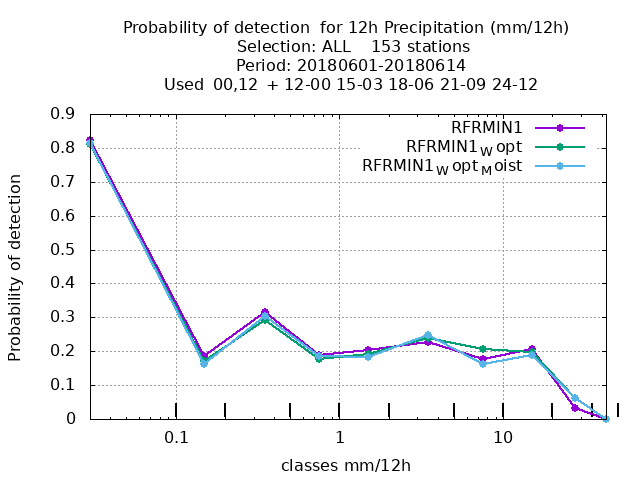 Probability of detection for 12h Precipitation (mm/12h)
Selection: ALL 153 stations
Period: 20180601-20180614
Used 00,12 + 12-00 15-03 18-06 21-09 24-12
RFRMIN1
RFRMIN1Wopt
RFRMIN1WoptMoist
Probability of detection
0.9
0.8
0.7
0.6
0.5
0.4
0.3
0.2
0.1
0
0.1 1 10
classes mm/12h